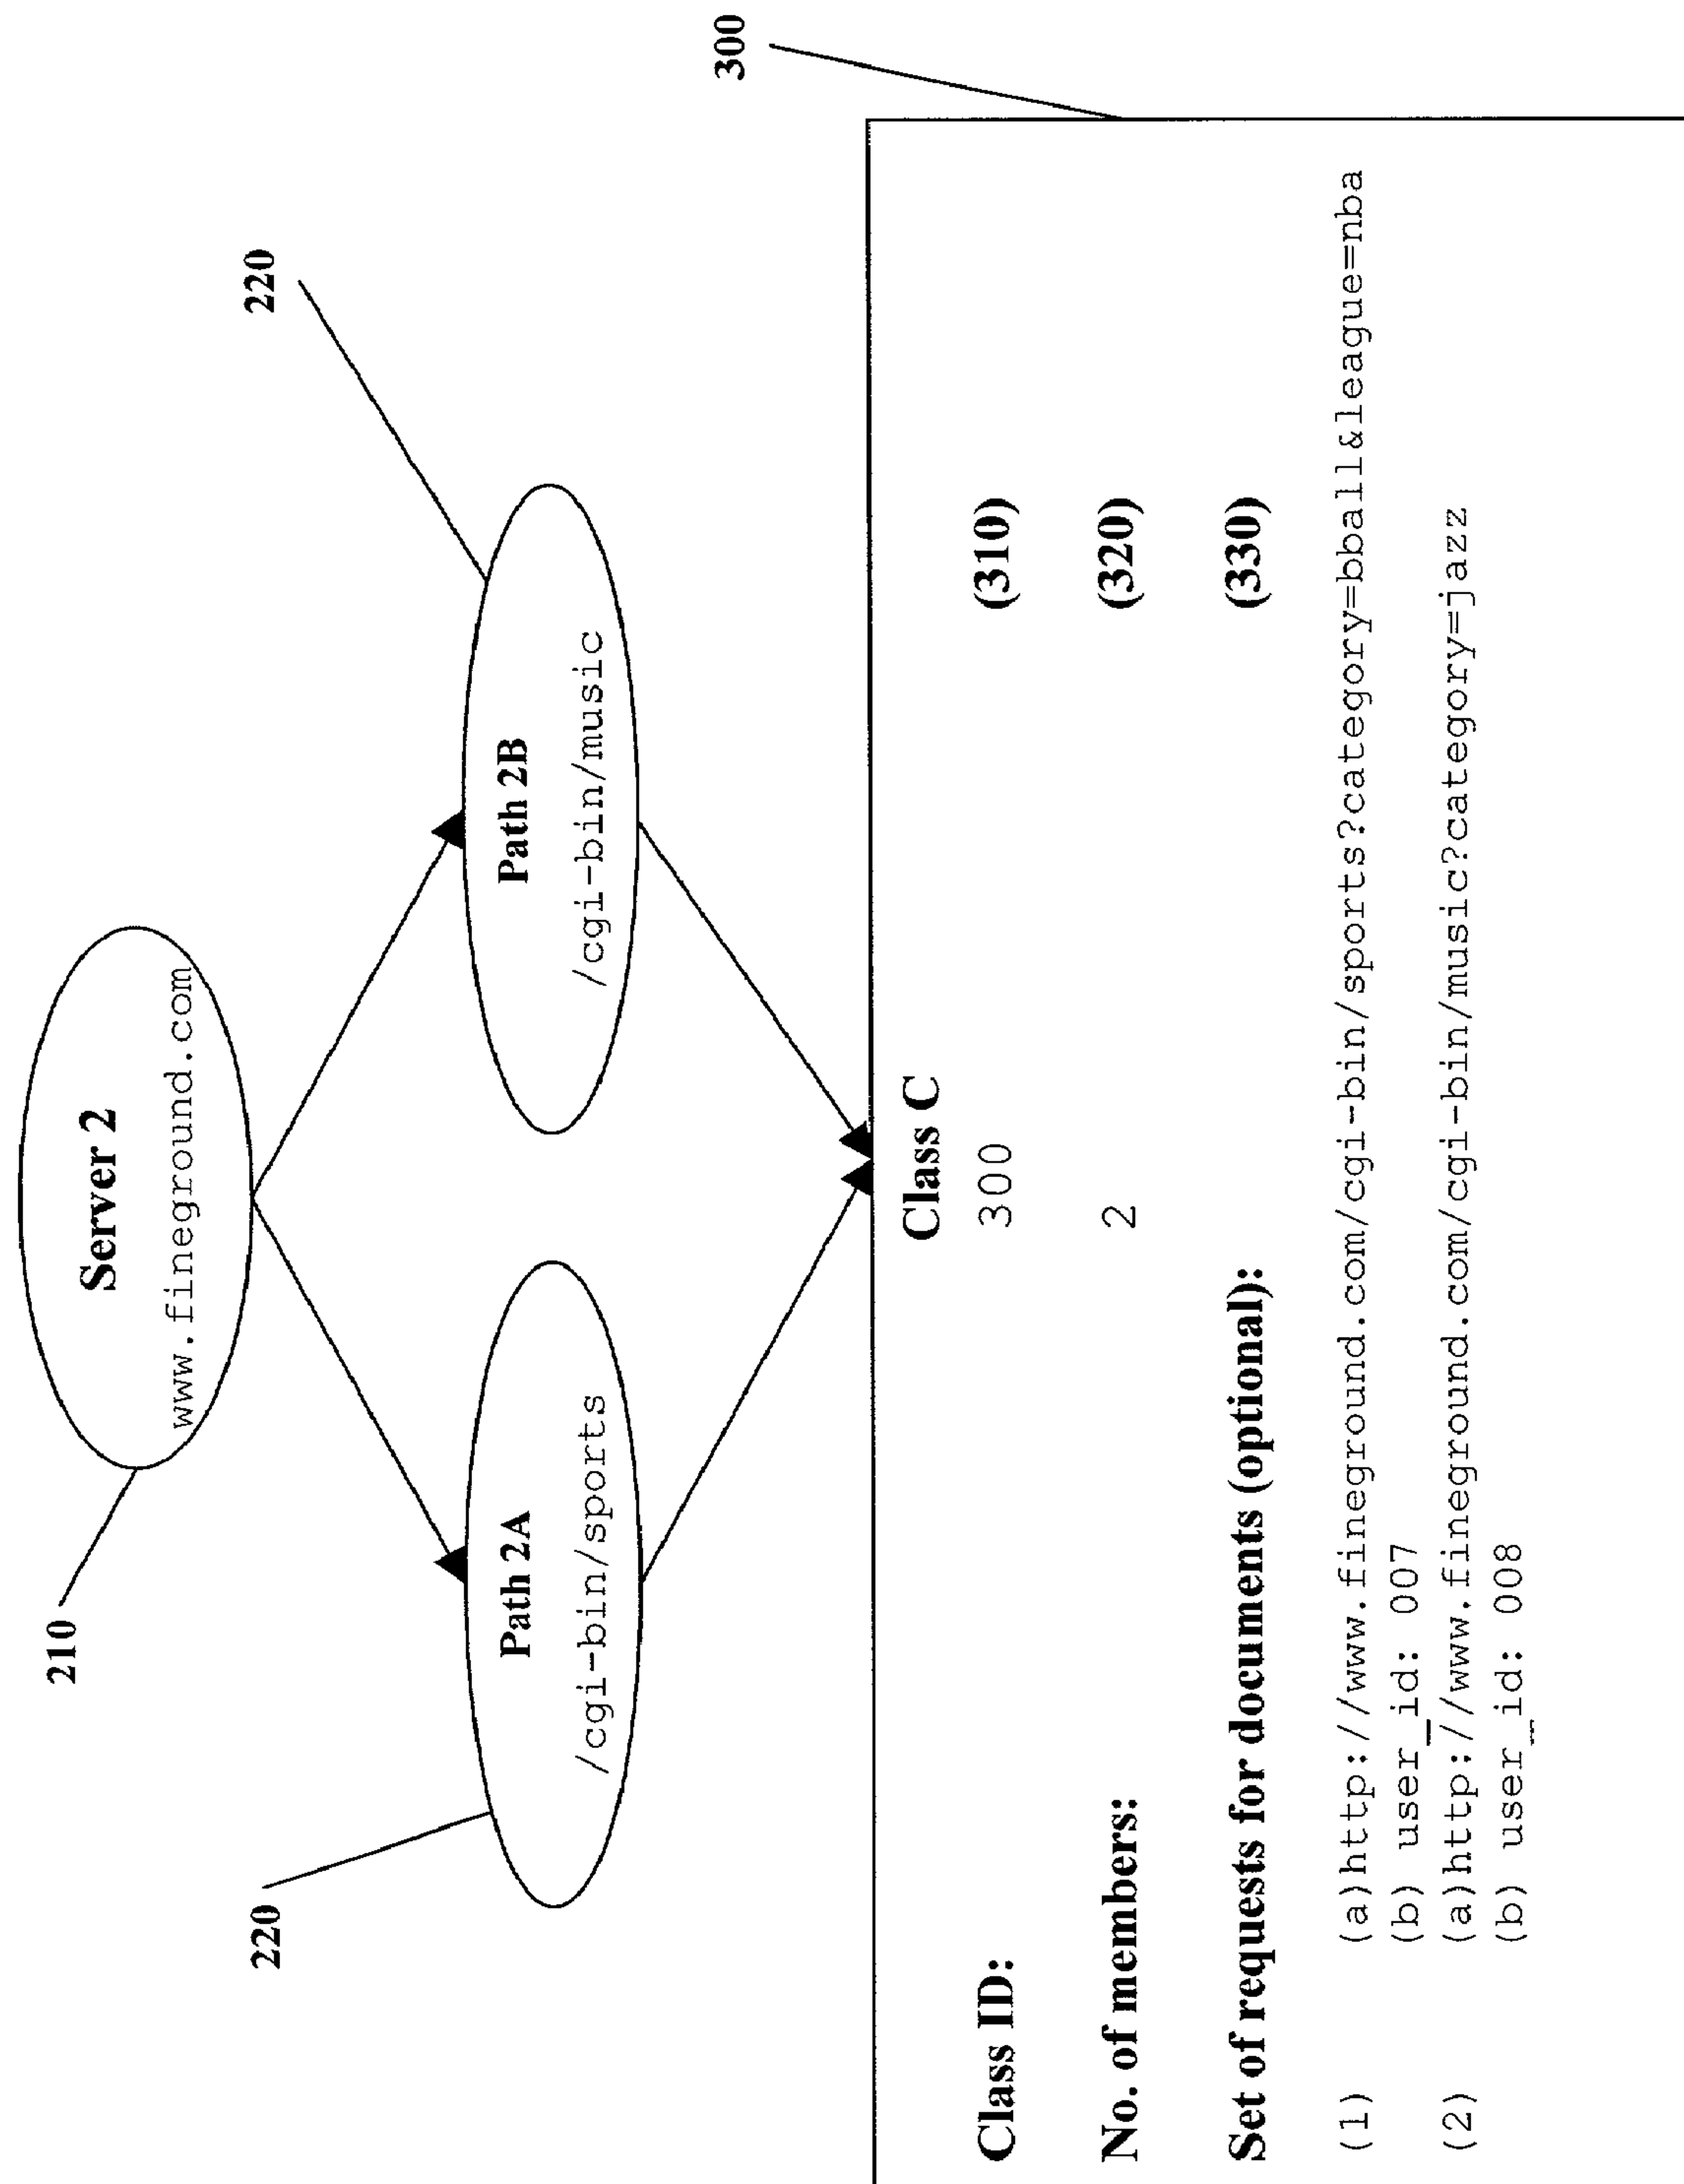 300
210
Server 2
www.fineground.com
220
220
Path 2A
/cgi-bin/sports
Path 2B
/cgi-bin/music
Class C
Class ID: 300 (310)
No. of members: 2 (320)
Set of requests for documents (optional): (330)
(1) (a)http://www.fineground.com/cgi-bin/sports?category=bball&league=nba
(b) user_id: 007
(2) (a)http://www.fineground.com/cgi-bin/music?category=jazz
(b) user_id: 008